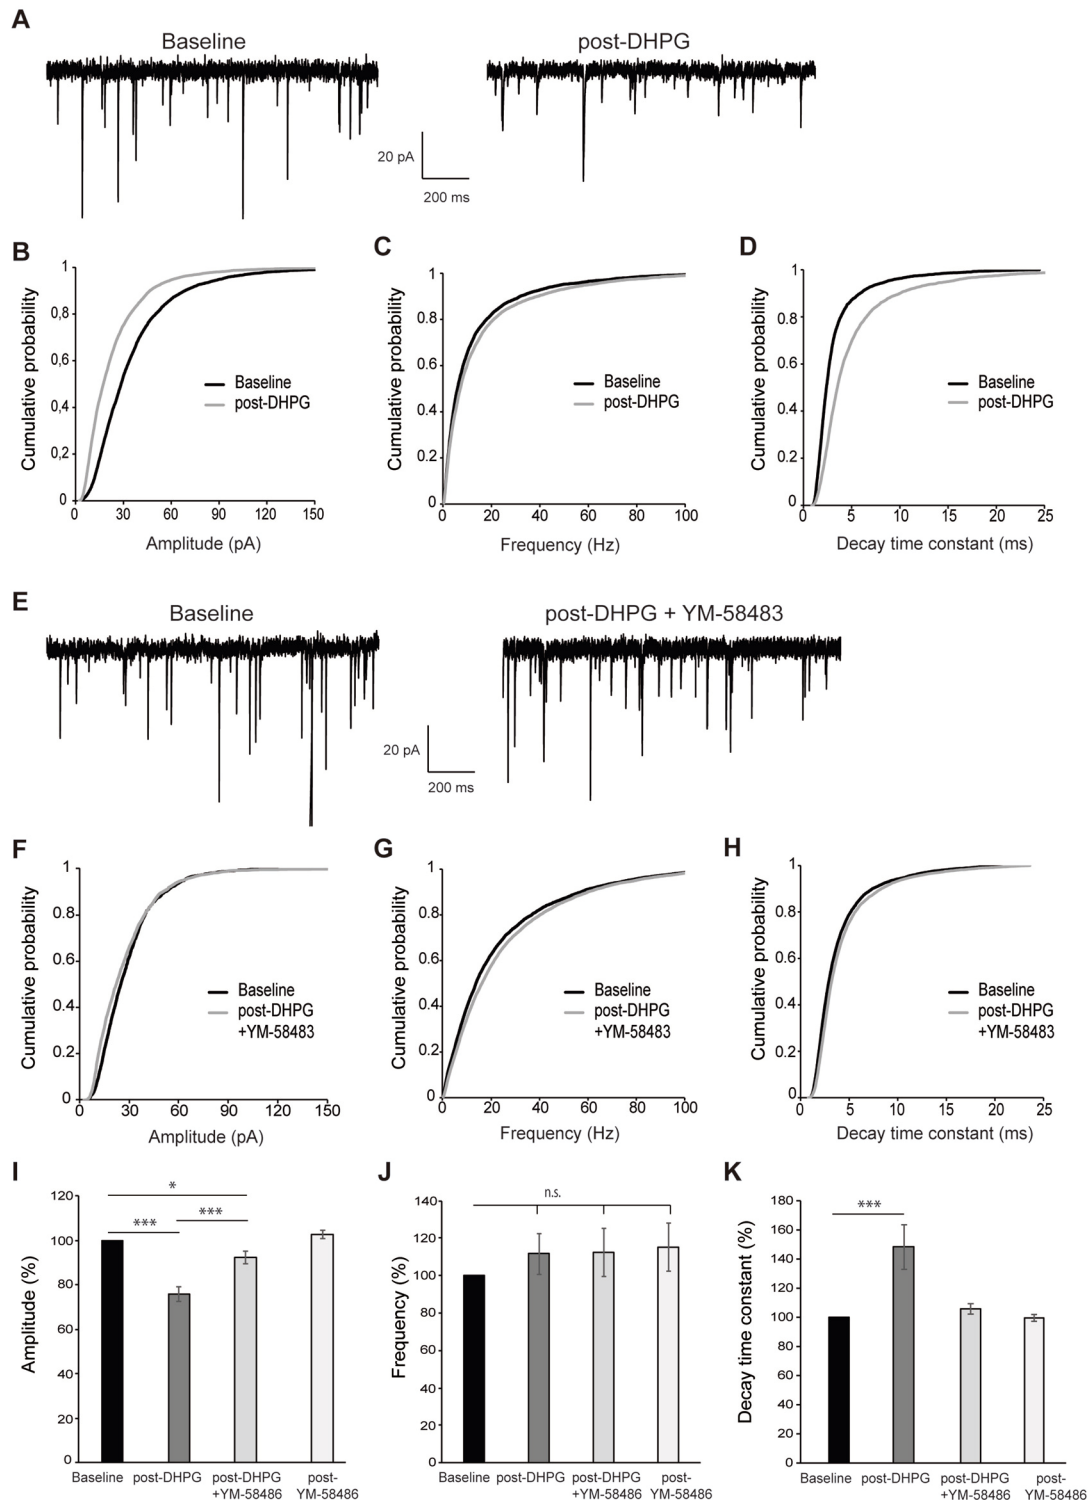 A
Baseline
post-DHPG
20 pA
200 ms
B
Cumulative probability
1
0,8
0,6
0,4
0,2
0
0 30 60 90 120 150
Amplitude (pA)
Baseline
post-DHPG
C
Cumulative probability
1
0.8
0.6
0.4
0.2
0
0 20 40 60 80 100
Frequency (Hz)
Baseline
post-DHPG
D
Cumulative probability
1
0.8
0.6
0.4
0.2
0
0 5 10 15 20 25
Decay time constant (ms)
Baseline
post-DHPG
E
Baseline
post-DHPG + YM-58483
20 pA
200 ms
F
Cumulative probability
1
0.8
0.6
0.4
0.2
0
0 30 60 90 120 150
Amplitude (pA)
Baseline
post-DHPG
+YM-58483
G
Cumulative probability
1
0.8
0.6
0.4
0.2
0
0 20 40 60 80 100
Frequency (Hz)
Baseline
post-DHPG
+YM-58483
H
Cumulative probability
1
0.8
0.6
0.4
0.2
0
0 5 10 15 20 25
Decay time constant (ms)
Baseline
post-DHPG
+YM-58483
I
Amplitude (%)
120
100
80
60
40
20
0
*
***
***
Baseline
post-DHPG
post-DHPG
+YM-58486
post-
YM-58486
J
Frequency (%)
140
120
100
80
60
40
20
0
n.s.
Baseline
post-DHPG
post-DHPG
+YM-58486
post-
YM-58486
K
Decay time constant (%)
180
160
140
120
100
80
60
40
20
0
***
Baseline
post-DHPG
post-DHPG
+YM-58486
post-
YM-58486